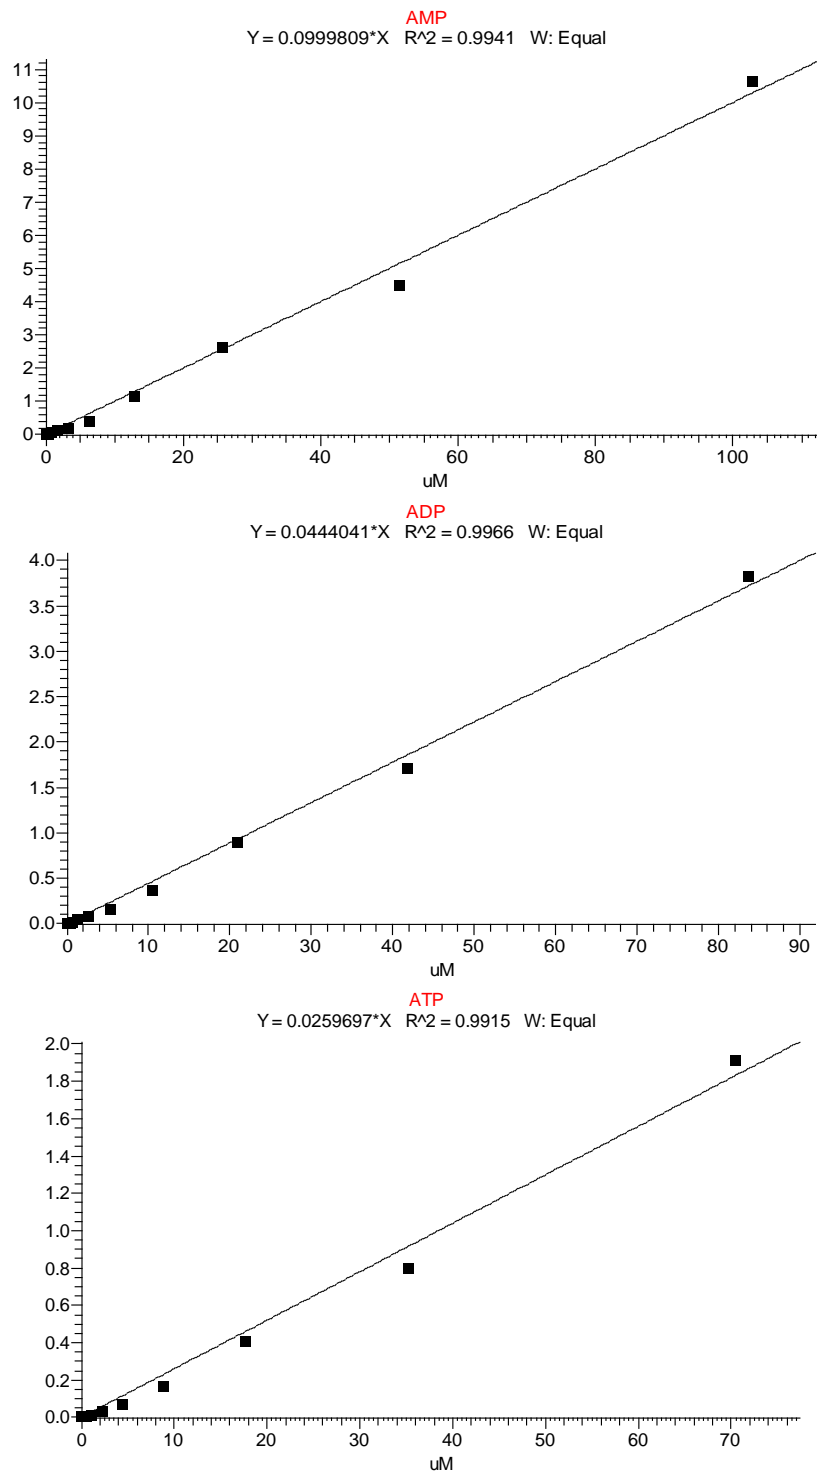 AMP
Y = 0.0999809*X R^2 = 0.9941 W: Equal
11
10
9
8
7
6
5
4
3
2
1
0
0 20 40 60 80 100
uM
ADP
Y = 0.0444041*X R^2 = 0.9966 W: Equal
4.0
3.5
3.0
2.5
2.0
1.5
1.0
0.5
0.0
0 10 20 30 40 50 60 70 80 90
uM
ATP
Y = 0.0259697*X R^2 = 0.9915 W: Equal
2.0
1.8
1.6
1.4
1.2
1.0
0.8
0.6
0.4
0.2
0.0
0 10 20 30 40 50 60 70
uM